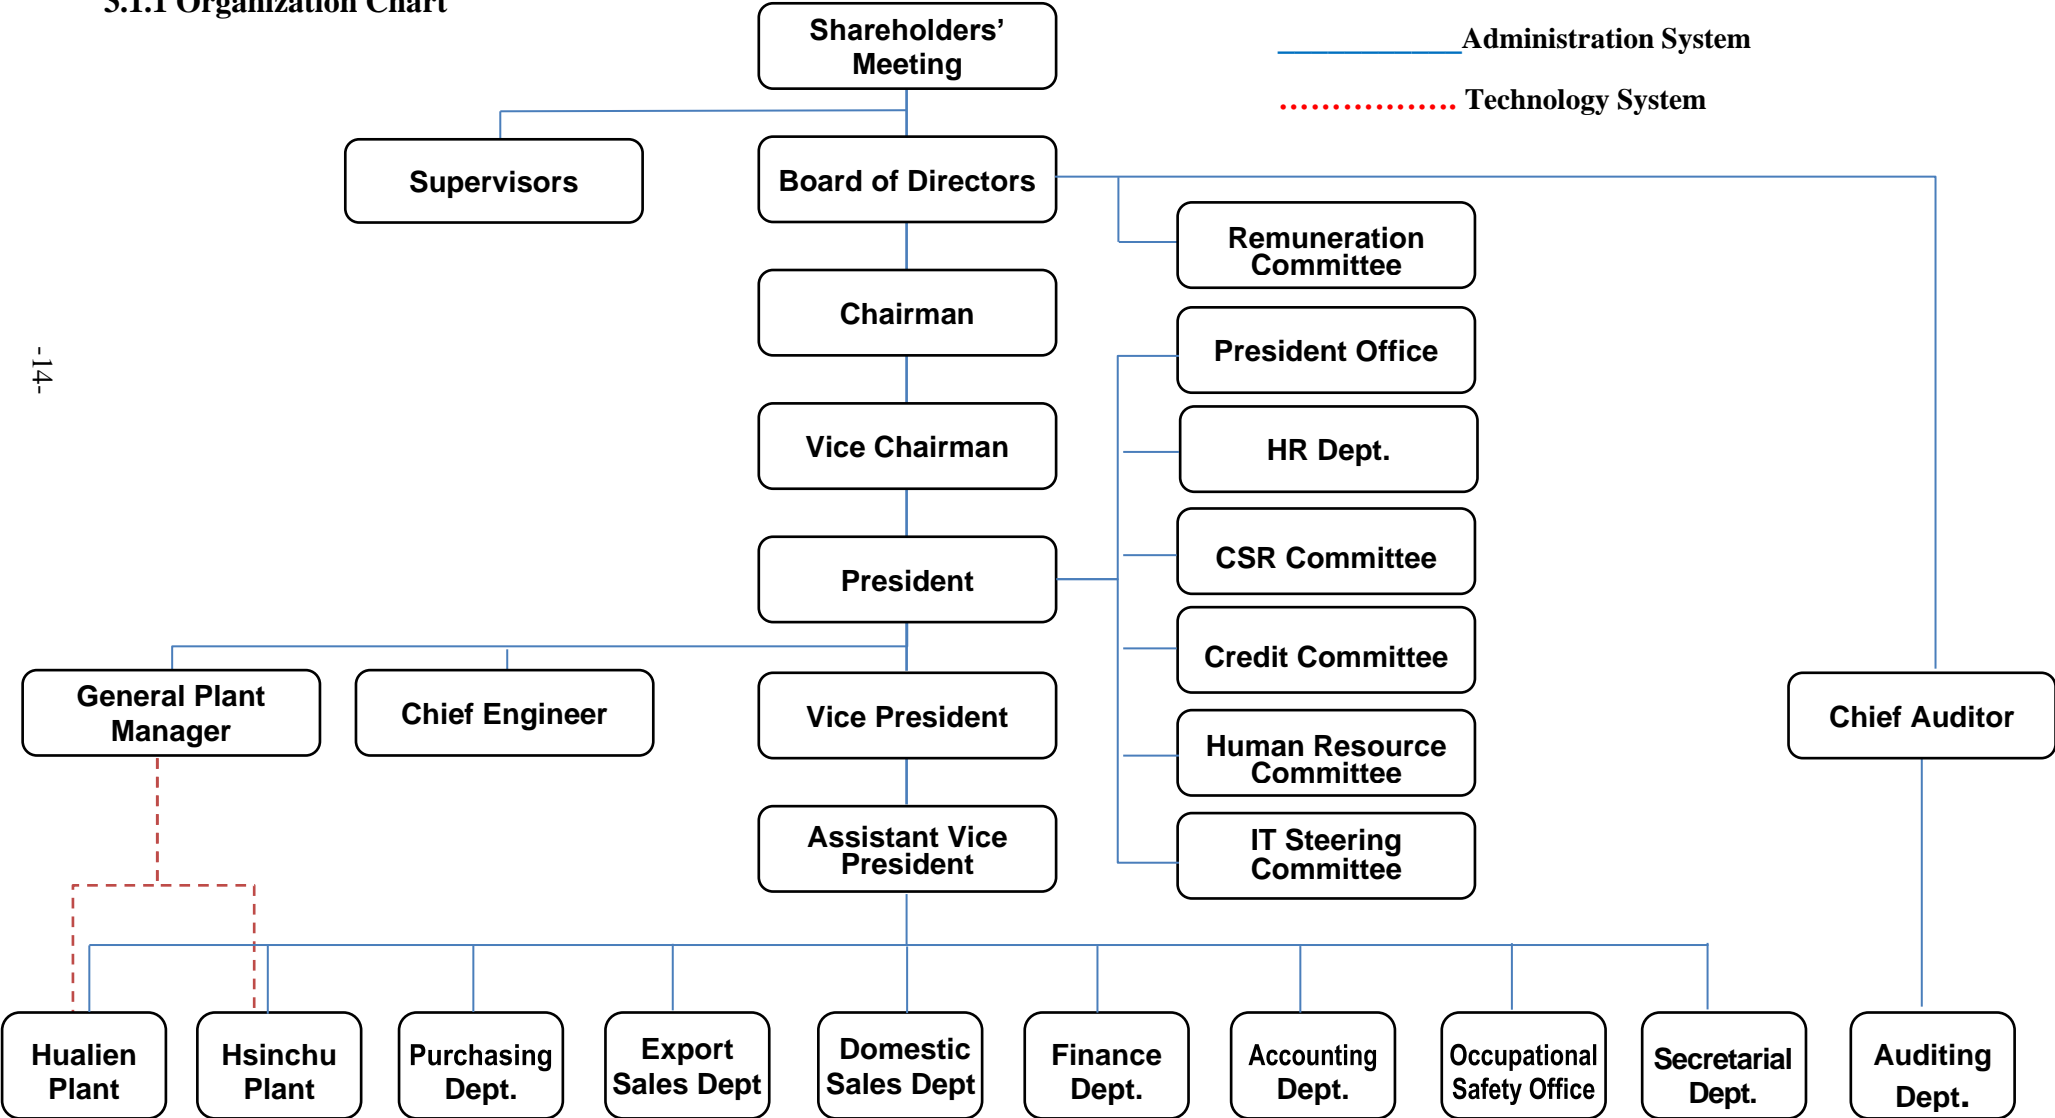 3.1.1 Organization Chart
Shareholders’
Meeting
Administration System
................. Technology System
Supervisors
Board of Directors
Remuneration
Committee
Chairman
President Office
-14-
Vice Chairman
HR Dept.
CSR Committee
President
Credit Committee
General Plant
Manager
Chief Engineer
Vice President
Chief Auditor
Human Resource
Committee
Assistant Vice
President
IT Steering
Committee
Hualien
Plant
Hsinchu
Plant
Purchasing
Dept.
Export
Sales Dept
Domestic
Sales Dept
Finance
Dept.
Accounting
Dept.
Occupational
Safety Office
Secretarial
Dept.
Auditing
Dept.